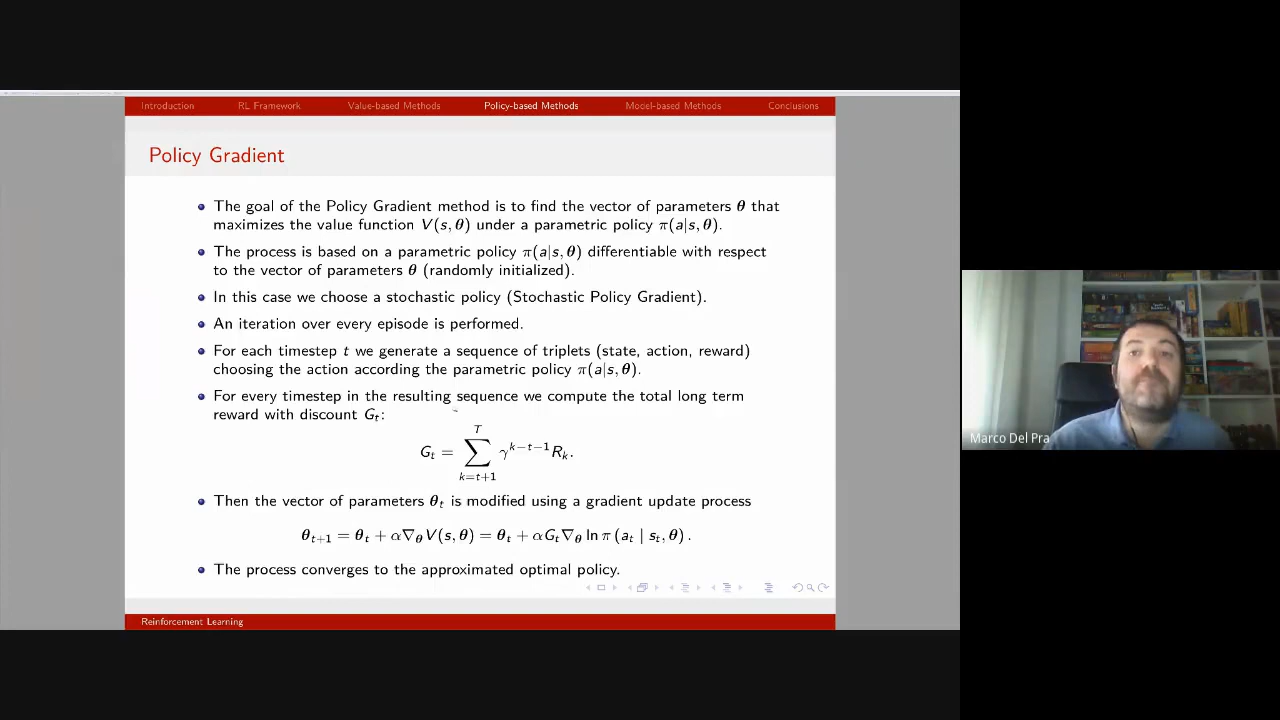 Introduction RL Framework Value-based Methods Policy-based Methods Model-based Methods Conclusions
Policy Gradient
The goal of the Policy Gradient method is to find the vector of parameters θ that
maximizes the value function V(s, θ) under a parametric policy π(a|s, θ).
The process is based on a parametric policy π(a|s, θ) differentiable with respect
to the vector of parameters θ (randomly initialized).
In this case we choose a stochastic policy (Stochastic Policy Gradient).
An iteration over every episode is performed.
For each timestep t we generate a sequence of triplets (state, action, reward)
choosing the action according the parametric policy π(a|s, θ).
For every timestep in the resulting sequence we compute the total long term
reward with discount G_t:
G_t = ∑_{k=t+1}^{T} γ^{k−t−1} R_k.
Then the vector of parameters θ_t is modified using a gradient update process
θ_{t+1} = θ_t + α∇_θ V(s, θ) = θ_t + αG_t∇_θ ln π (a_t | s_t, θ) .
The process converges to the approximated optimal policy.
Reinforcement Learning
Marco Del Pra